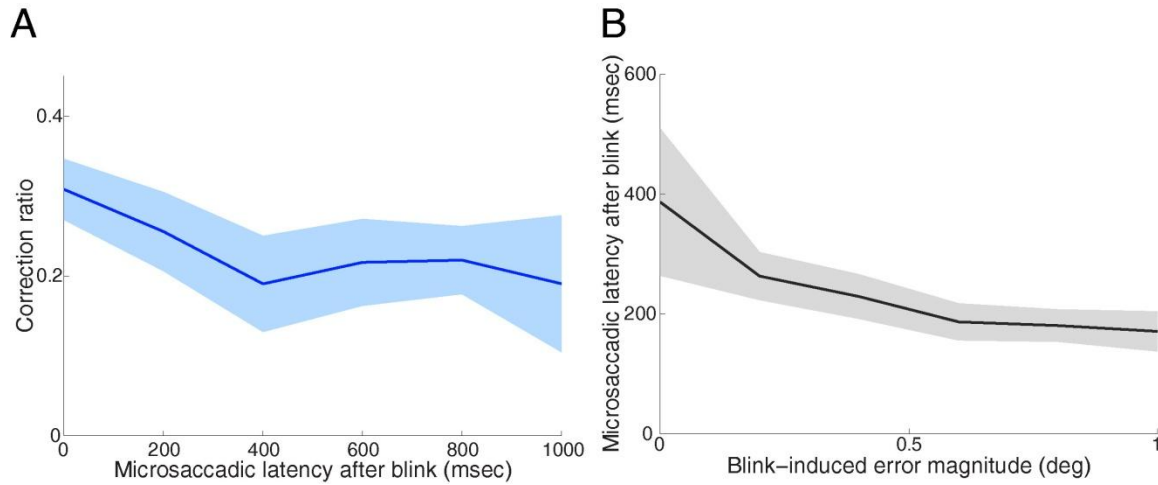 A
Correction ratio
0.4
0.2
0
0 200 400 600 800 1000
Microsaccadic latency after blink (msec)
B
Microsaccadic latency after blink (msec)
600
400
200
0
0 0.5 1
Blink−induced error magnitude (deg)